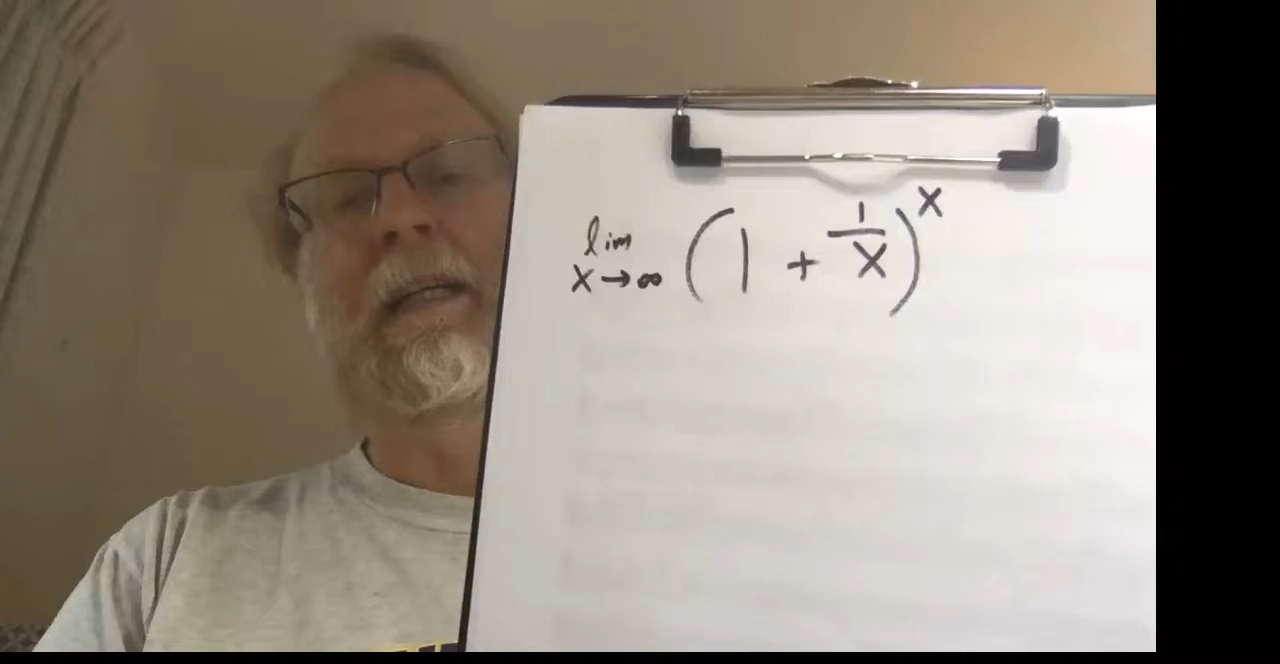 lim x→∞ (1 + 1/x)^x